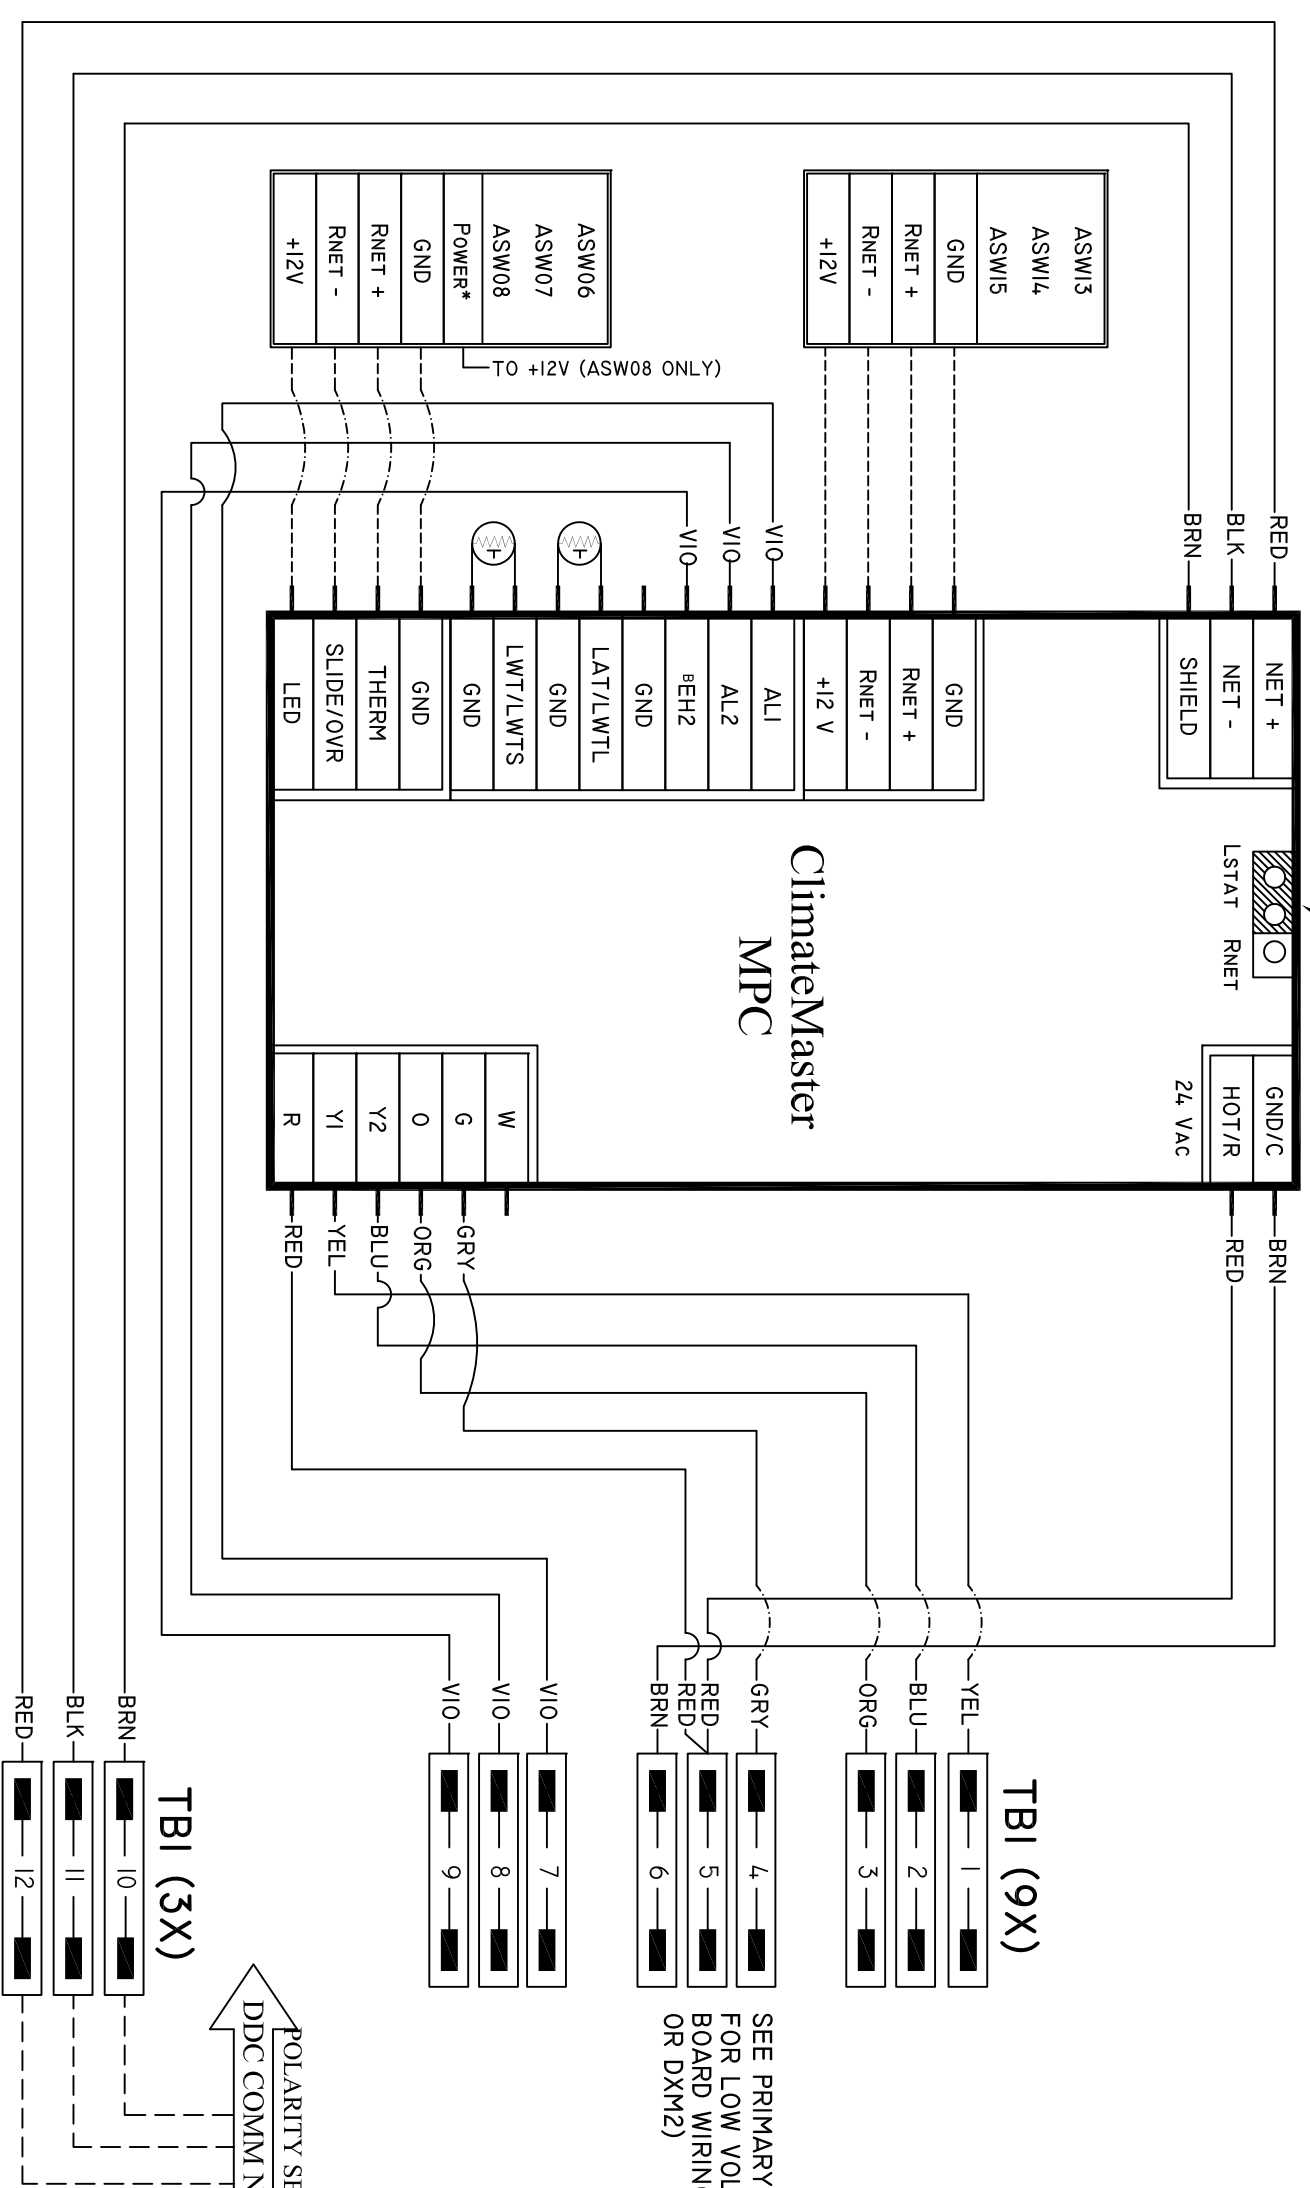 ASW13
ASW14
ASW15
GND
RNET +
RNET -
+12V
ASW06
ASW07
ASW08
POWER*
GND
RNET +
RNET -
+12V
TO +12V (ASW08 ONLY)
RED
BLK
BRN
VIO
VIO
VIO
NET +
NET -
SHIELD
GND
RNET +
RNET -
+12 V
AL1
AL2
BEH2
GND
LAT/LWTL
GND
LWT/LWTS
GND
GND
THERM
SLIDE/OVR
LED
LSTAT
RNET
ClimateMaster
MPC
GND/C
HOT/R
24 VAC
W
G
O
Y2
Y1
R
BRN
RED
GRY
ORG
BLU
YEL
RED
YEL
BLU
ORG
GRY
RED
RED
BRN
VIO
VIO
VIO
BRN
BLK
RED
TB1 (9X)
1
2
3
4
5
6
7
8
9
TB1 (3X)
10
11
12
SEE PRIMARY
FOR LOW VOL
BOARD WIRING
OR DXM2)
POLARITY SE
DDC COMM N